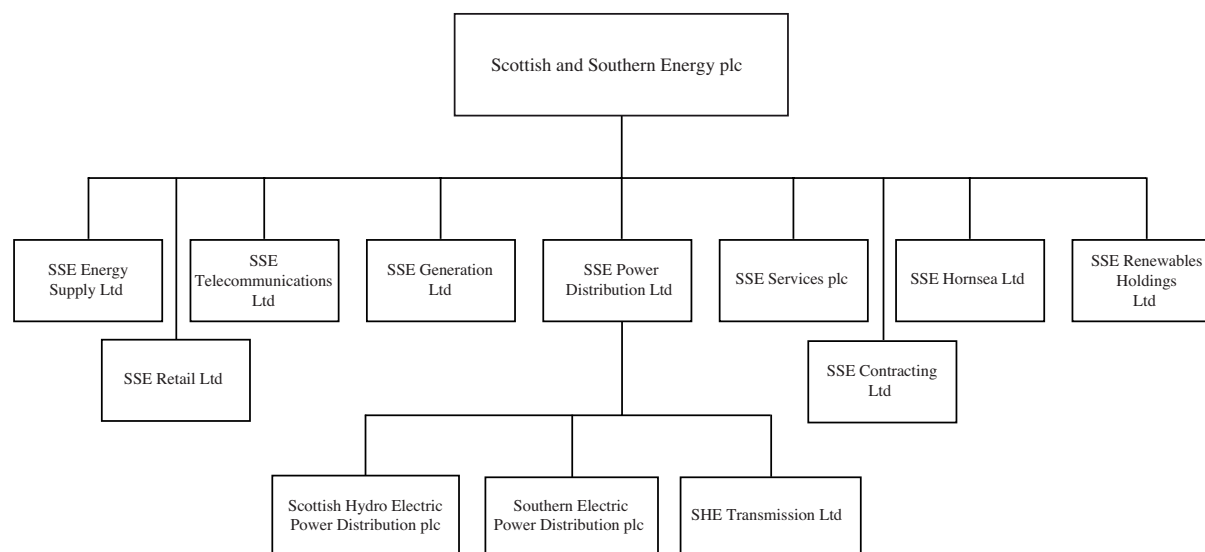 Scottish and Southern Energy plc
SSE Energy
Supply Ltd
SSE
Telecommunications
Ltd
SSE Generation
Ltd
SSE Power
Distribution Ltd
SSE Services plc
SSE Hornsea Ltd
SSE Renewables
Holdings
Ltd
SSE Retail Ltd
SSE Contracting
Ltd
Scottish Hydro Electric
Power Distribution plc
Southern Electric
Power Distribution plc
SHE Transmission Ltd